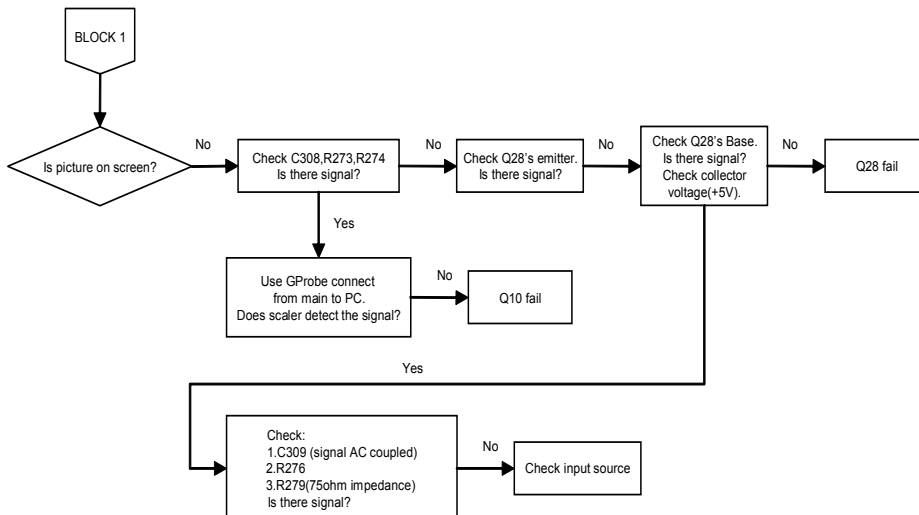 BLOCK 1
Is picture on screen?
No
Check C308,R273,R274
Is there signal?
No
Check Q28’s emitter.
Is there signal?
No
Check Q28’s Base.
Is there signal?
Check collector
voltage(+5V).
No
Q28 fail
Yes
Use GProbe connect
from main to PC.
Does scaler detect the signal?
No
Q10 fail
Yes
Check:
1.C309 (signal AC coupled)
2.R276
3.R279(75ohm impedance)
Is there signal?
No
Check input source